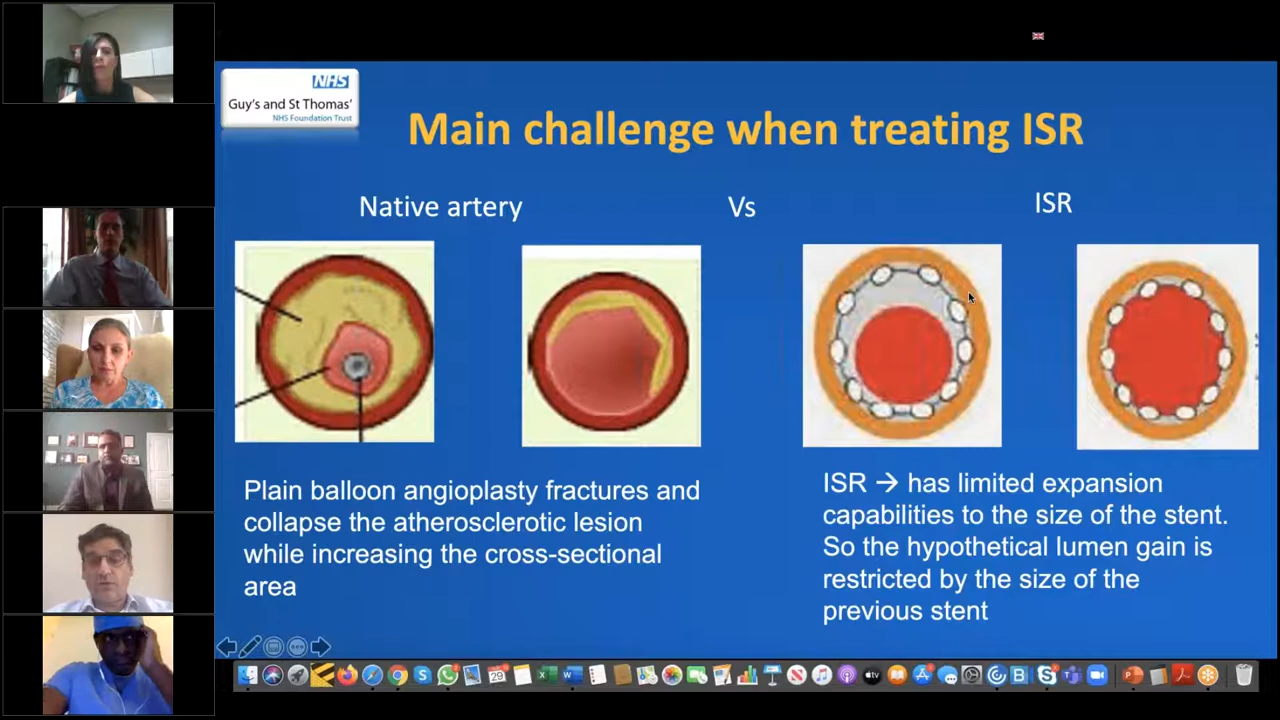 NHS
Guy's and St Thomas'
NHS Foundation Trust
Main challenge when treating ISR
Native artery
Vs
ISR
Plain balloon angioplasty fractures and
collapse the atherosclerotic lesion
while increasing the cross-sectional
area
ISR → has limited expansion
capabilities to the size of the stent.
So the hypothetical lumen gain is
restricted by the size of the
previous stent
29
tv